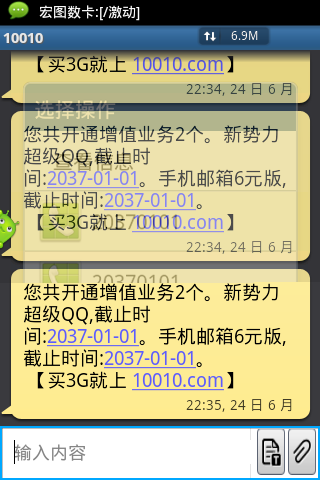 宏图数卡:[/激动]
10010
6.9M
【买3G就上 10010.com】
22:34, 24 日 6 月
选择操作
您共开通增值业务2个。新势力
超级QQ,截止时
间:2037-01-01。手机邮箱6元版,
截止时间:2037-01-01。
20370101
【买3G就上 10010.com】
22:34, 24 日 6 月
20370101
您共开通增值业务2个。新势力
超级QQ,截止时
间:2037-01-01。手机邮箱6元版,
截止时间:2037-01-01。
【买3G就上 10010.com】
22:35, 24 日 6 月
输入内容